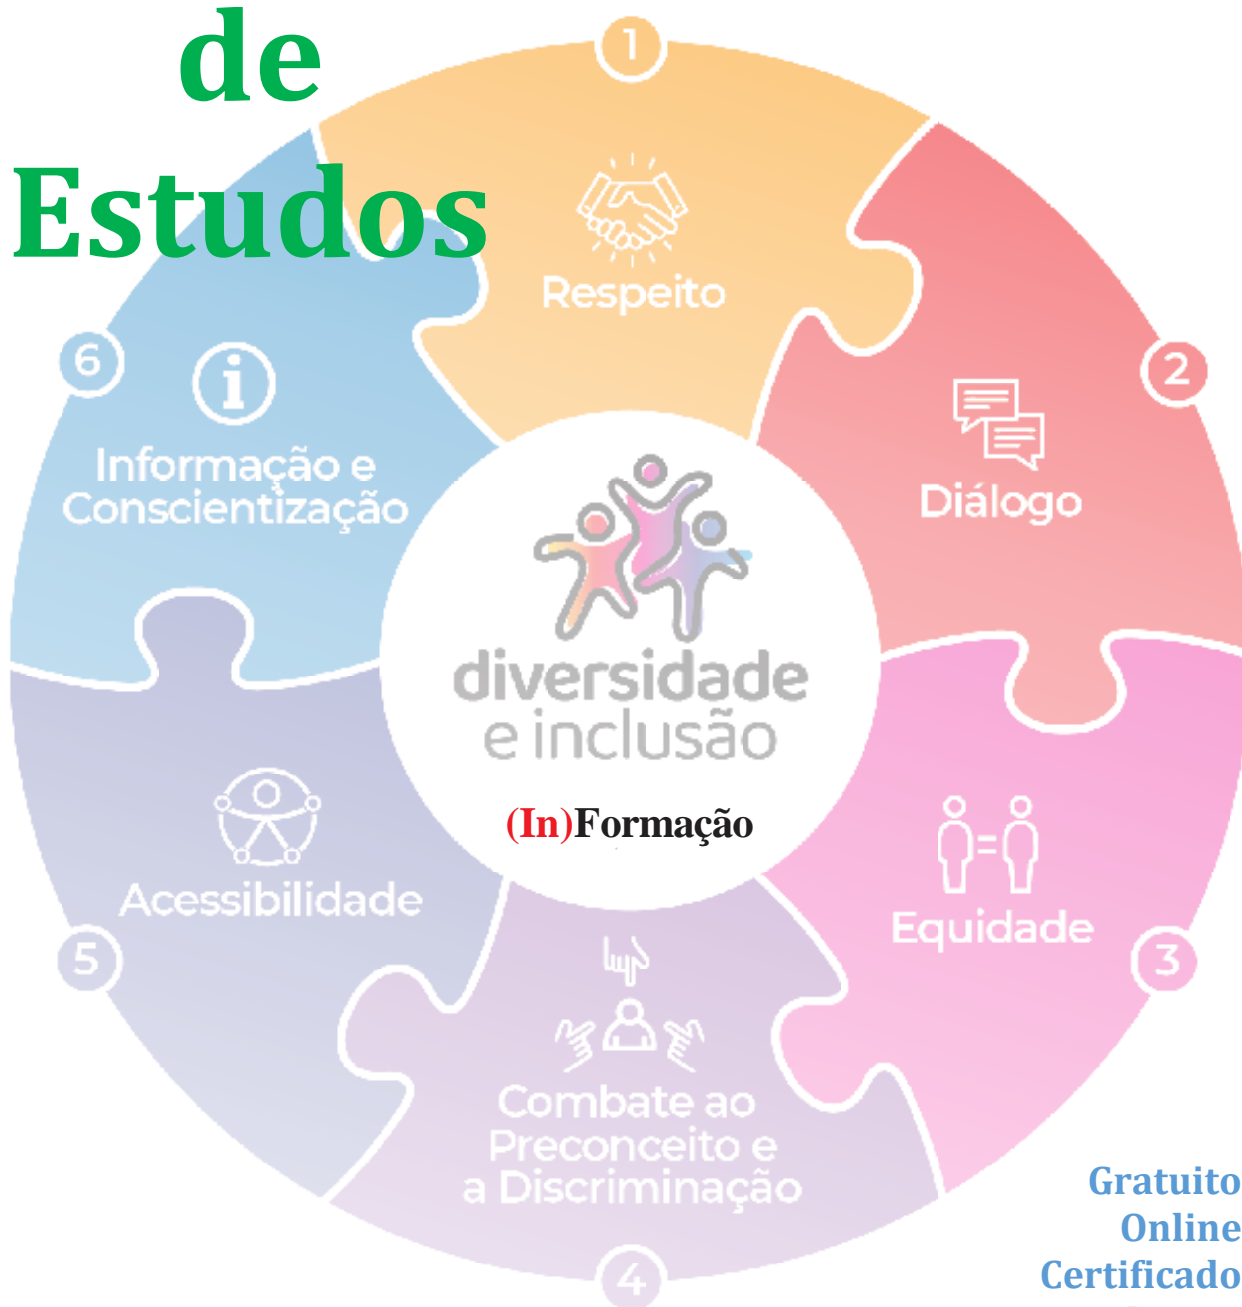 de
Estudos
1
Respeito
2
Diálogo
3
Equidade
4
Combate ao
Preconceito e
a Discriminação
5
Acessibilidade
6
Informação e
Conscientização
diversidade
e inclusão
(In)Formação
Gratuito
Online
Certificado